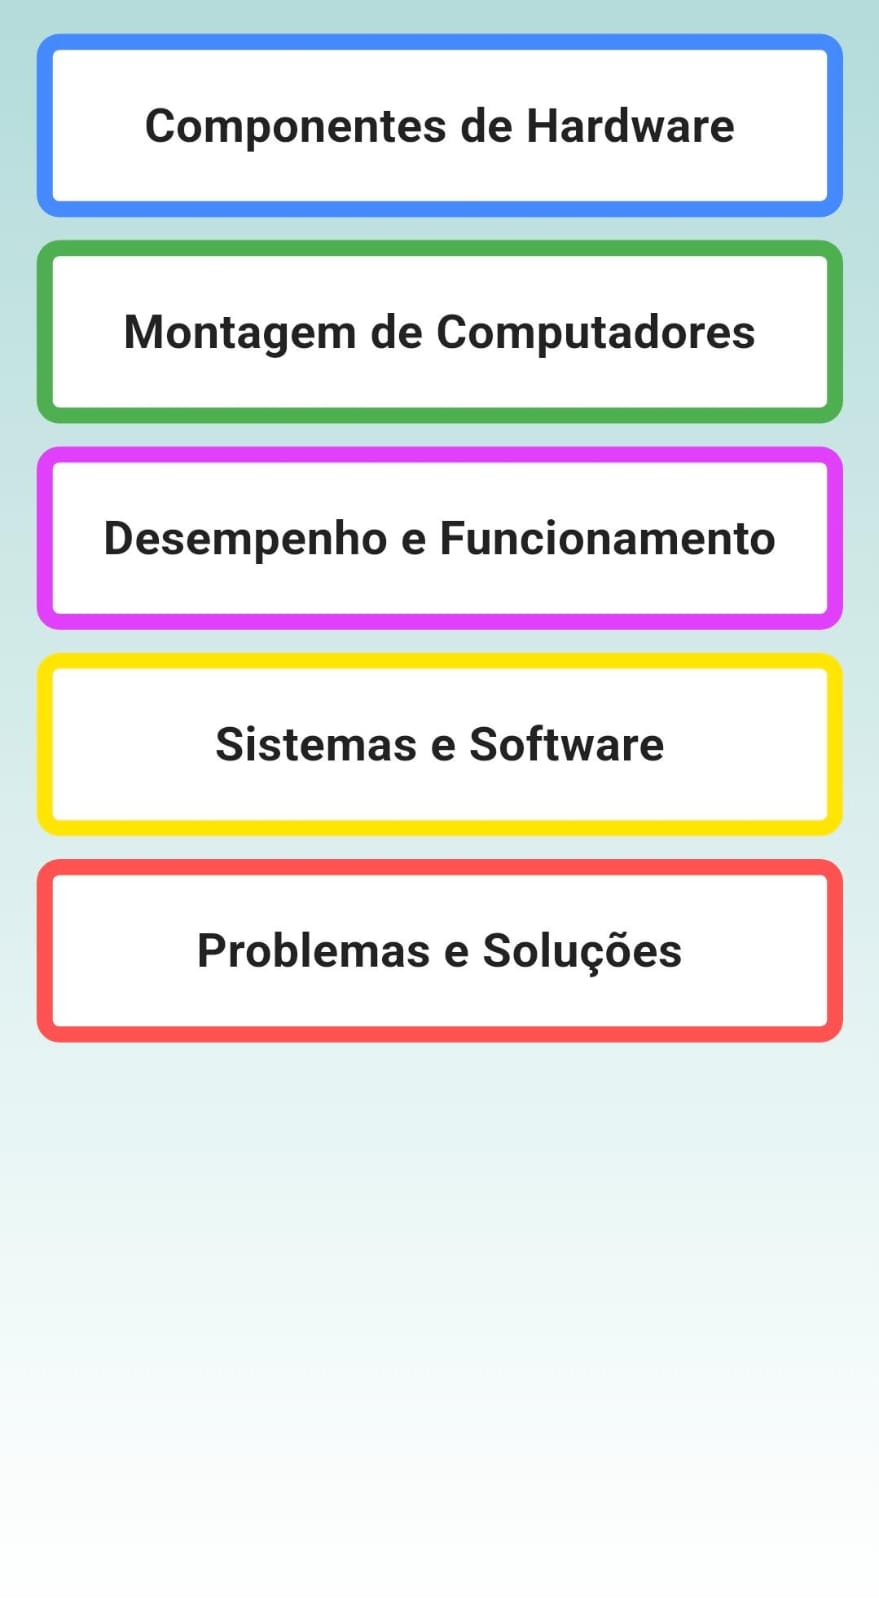 Componentes de Hardware
Montagem de Computadores
Desempenho e Funcionamento
Sistemas e Software
Problemas e Soluções